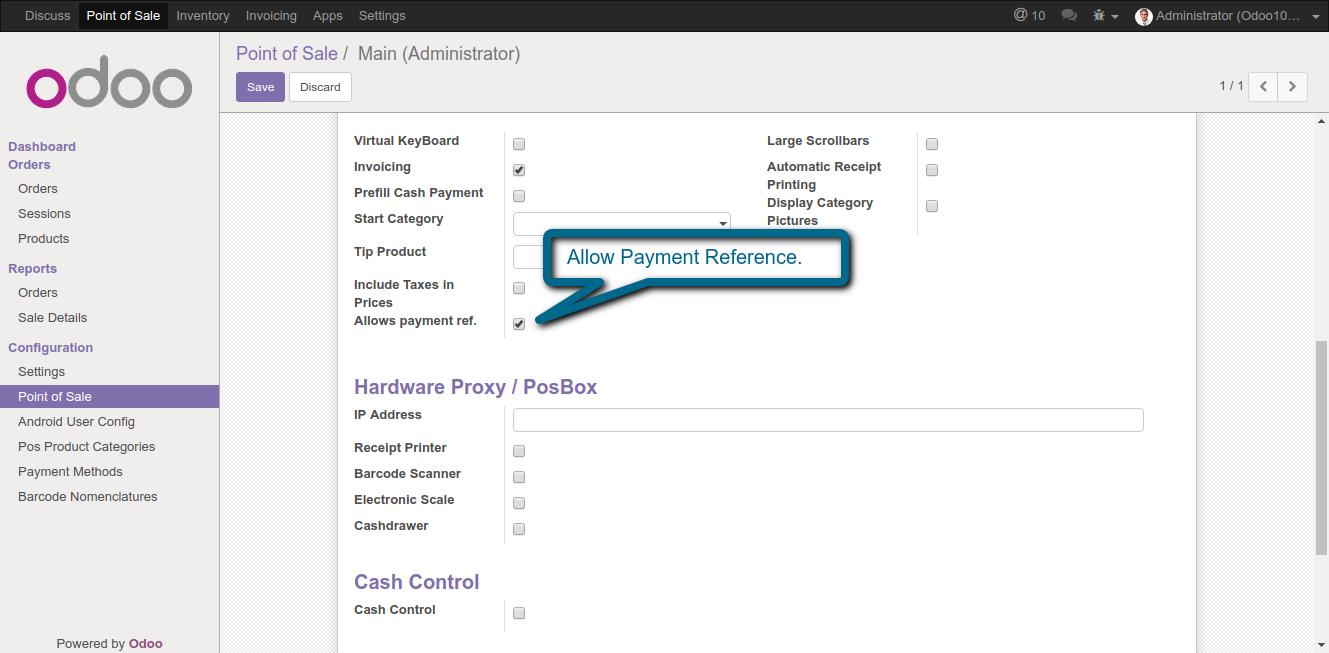 Discuss Point of Sale Inventory Invoicing Apps Settings @ 10 Administrator (Odoo10...
odoo
Dashboard
Orders
Orders
Sessions
Products
Reports
Orders
Sale Details
Configuration
Settings
Point of Sale
Android User Config
Pos Product Categories
Payment Methods
Barcode Nomenclatures
Powered by Odoo
Point of Sale / Main (Administrator)
Save Discard 1 / 1
Virtual KeyBoard
Invoicing
Prefill Cash Payment
Start Category
Tip Product
Include Taxes in
Prices
Allows payment ref.
Large Scrollbars
Automatic Receipt
Printing
Display Category
Pictures
Allow Payment Reference.
Hardware Proxy / PosBox
IP Address
Receipt Printer
Barcode Scanner
Electronic Scale
Cashdrawer
Cash Control
Cash Control